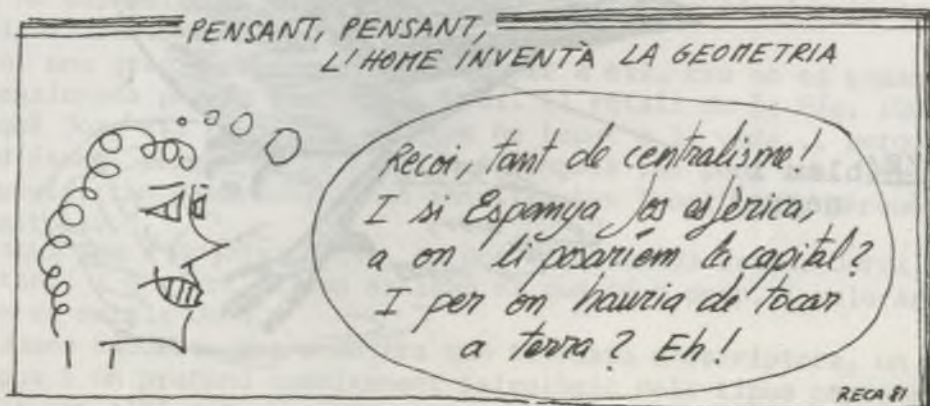 PENSANT, PENSANT,
L'HOME INVENTÀ LA GEOMETRIA
Recoi, tant de centralisme!
I si Espanya fos esfèrica,
a on li posaríem la capital?
I per on hauria de tocar
a terra? Eh!
RECA 81